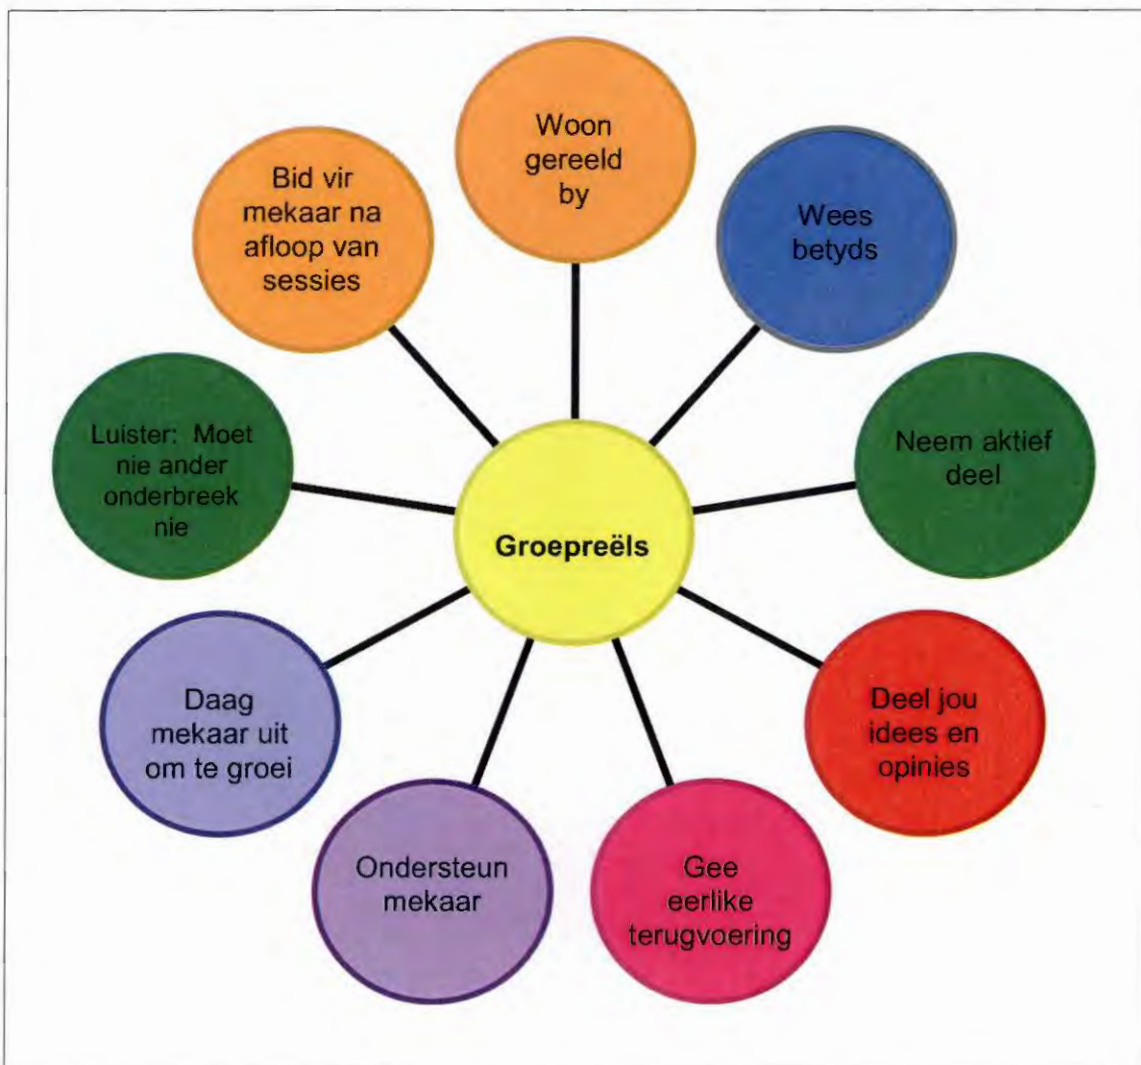 Woon
gereeld
by
Wees
betyds
Neem aktief
deel
Deel jou
idees en
opinies
Gee
eerlike
terugvoering
Ondersteun
mekaar
Daag
mekaar uit
om te groei
Luister:  Moet
nie ander
onderbreek
nie
Bid vir
mekaar na
afloop van
sessies
Groepreëls